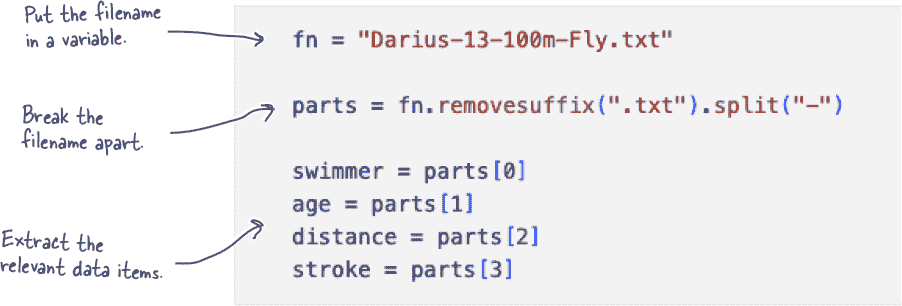 Put the filename
in a variable.
fn = "Darius-13-100m-Fly.txt"
Break the
filename apart.
parts = fn.removesuffix(".txt").split("-")
Extract the
relevant data items.
swimmer = parts[0]
age = parts[1]
distance = parts[2]
stroke = parts[3]